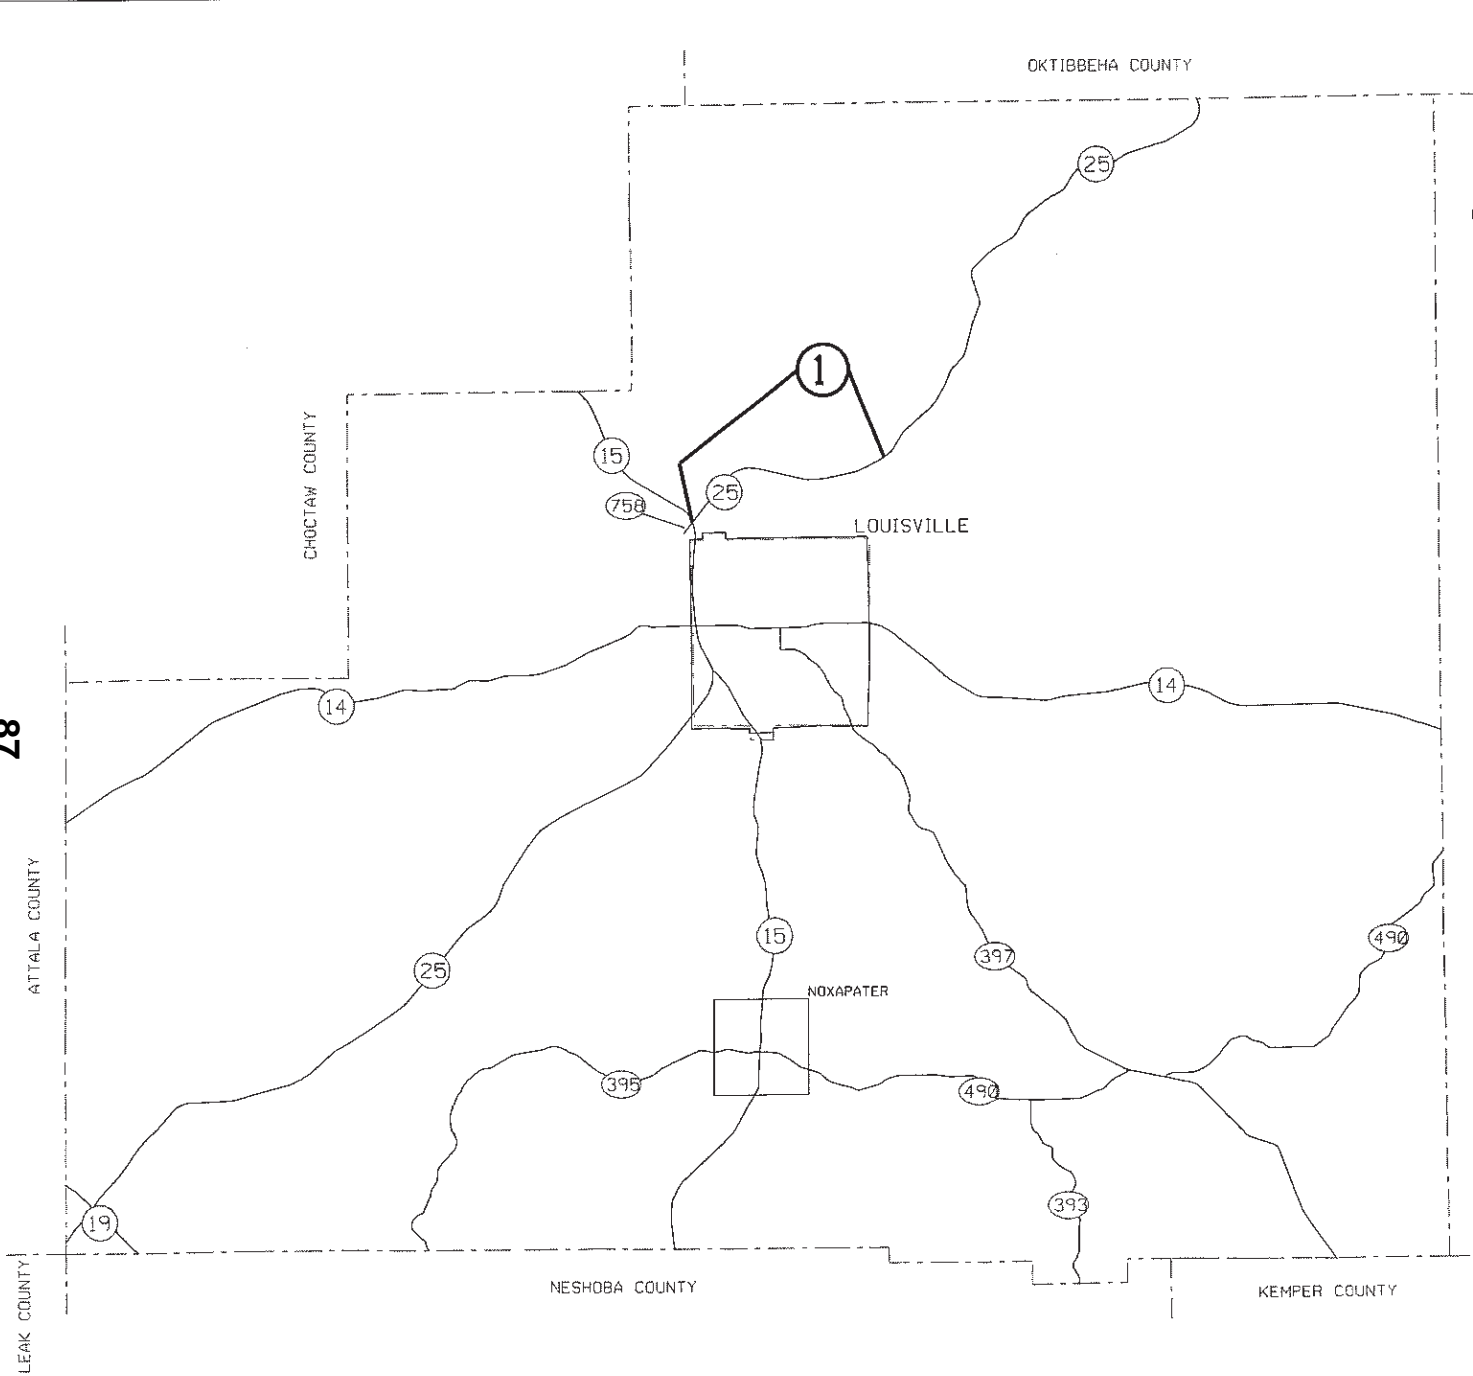 OKTIBBEHA COUNTY
25
1
CHOCTAW COUNTY
15
25
758
LOUISVILLE
14
14
87
ATTALA COUNTY
15
490
397
25
NOXAPATER
395
490
393
19
NESHOBA COUNTY
KEMPER COUNTY
LEAK COUNTY